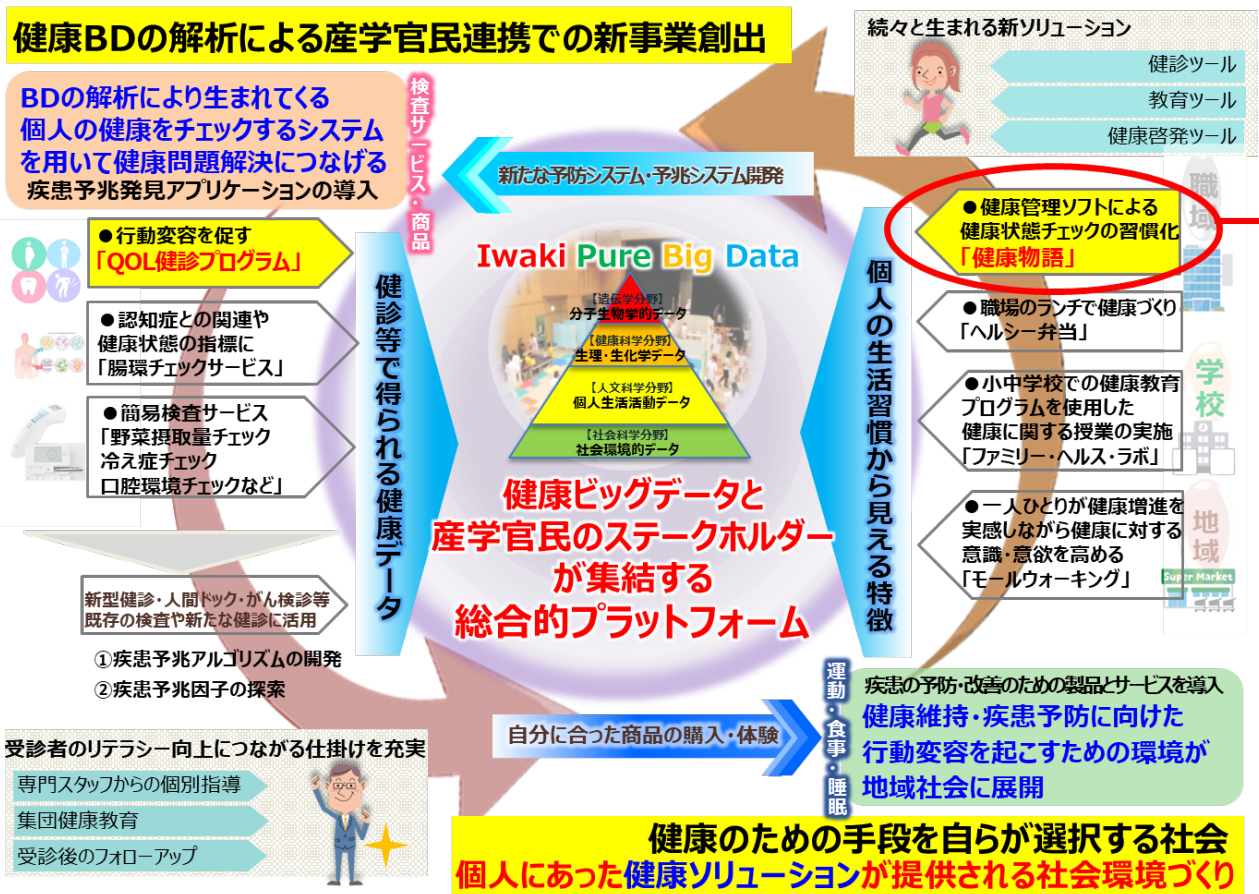 健康BDの解析による産学官民連携での新事業創出
BDの解析により生まれてくる
個人の健康をチェックするシステム
を用いて健康問題解決につなげる
疾患予兆発見アプリケーションの導入
検査サービス・商品
新たな予防システム・予兆システム開発
続々と生まれる新ソリューション
健診ツール
教育ツール
健康啓発ツール
●行動変容を促す
「QOL健診プログラム」
●認知症との関連や
健康状態の指標に
「腸環チェックサービス」
●簡易検査サービス
「野菜摂取量チェック
冷え症チェック
口腔環境チェックなど」
新型健診・人間ドック・がん検診等
既存の検査や新たな健診に活用
①疾患予兆アルゴリズムの開発
②疾患予兆因子の探索
健診等で得られる健康データ
Iwaki Pure Big Data
【遺伝学分野】
分子生物学的データ
【健康科学分野】
生理・生化学データ
【人文科学分野】
個人生活活動データ
【社会科学分野】
社会環境的データ
健康ビッグデータと
産学官民のステークホルダー
が集結する
総合的プラットフォーム
個人の生活習慣から見える特徴
●健康管理ソフトによる
健康状態チェックの習慣化
「健康物語」
●職場のランチで健康づくり
「ヘルシー弁当」
●小中学校での健康教育
プログラムを使用した
健康に関する授業の実施
「ファミリー・ヘルス・ラボ」
●一人ひとりが健康増進を
実感しながら健康に対する
意識・意欲を高める
「モールウォーキング」
職域
学校
地域
Super Market
受診者のリテラシー向上につながる仕掛けを充実
専門スタッフからの個別指導
集団健康教育
受診後のフォローアップ
自分に合った商品の購入・体験
運動・食事・睡眠
疾患の予防・改善のための製品とサービスを導入
健康維持・疾患予防に向けた
行動変容を起こすための環境が
地域社会に展開
健康のための手段を自らが選択する社会
個人にあった健康ソリューションが提供される社会環境づくり